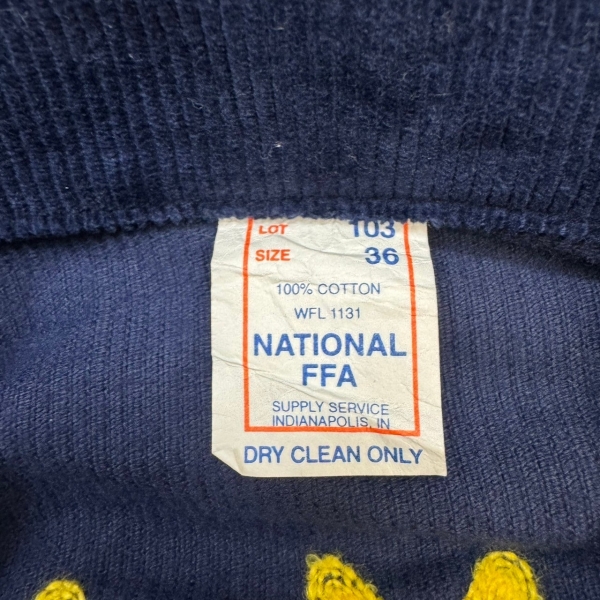 LOT 103
SIZE 36
100% COTTON
WFL 1131
NATIONAL
FFA
SUPPLY SERVICE
INDIANAPOLIS, IN
DRY CLEAN ONLY